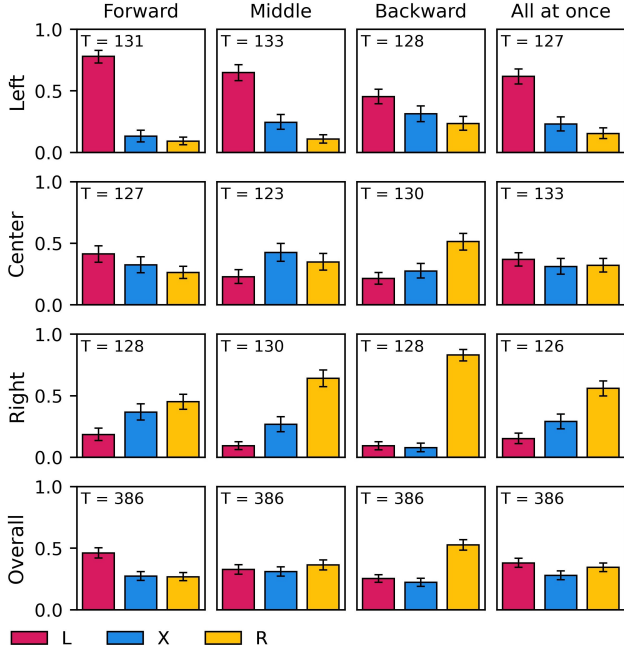 Forward Middle Backward All at once
Left
1.0
0.5
0.0
T = 131 T = 133 T = 128 T = 127
Center
1.0
0.5
0.0
T = 127 T = 123 T = 130 T = 133
Right
1.0
0.5
0.0
T = 128 T = 130 T = 128 T = 126
Overall
1.0
0.5
0.0
T = 386 T = 386 T = 386 T = 386
L X R